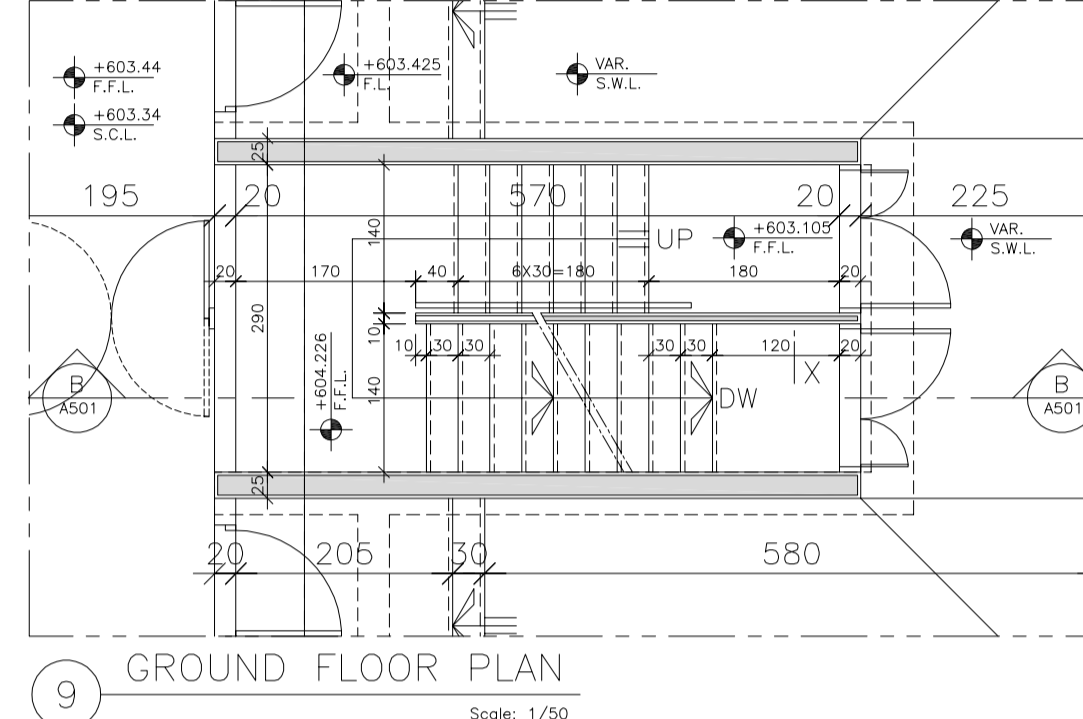 +603.44
F.F.L.
+603.425
F.L.
VAR.
S.W.L.
+603.34
S.C.L.
25
195
20
570
20
225
140
UP
+603.105
F.F.L.
VAR.
S.W.L.
20
170
40
6X30=180
180
20
290
10
10
30
30
30
30
120
20
+604.226
F.F.L.
140
X
DW
B
A501
B
A501
25
20
205
30
580
9
GROUND FLOOR PLAN
Scale: 1/50